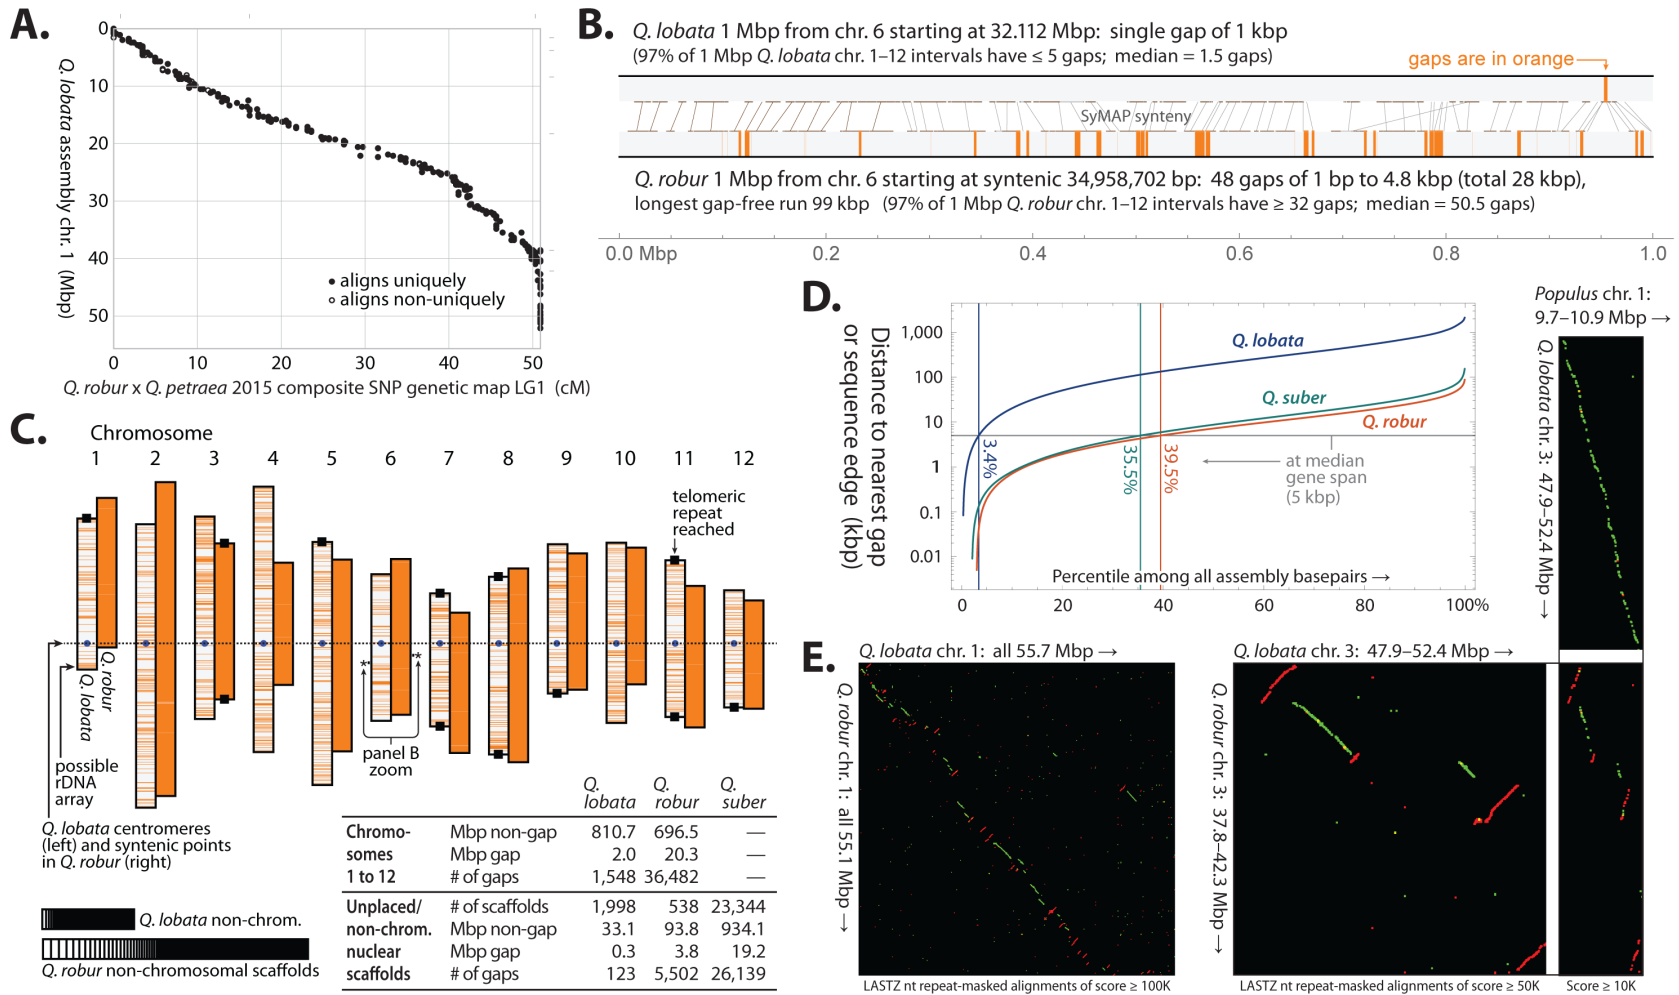 A.
0
10
20
30
40
50
Q. lobata assembly chr. 1 (Mbp)
aligns uniquely
aligns non-uniquely
0 10 20 30 40 50
Q. robur x Q. petraea 2015 composite SNP genetic map LG1 (cM)
B.
Q. lobata 1 Mbp from chr. 6 starting at 32.112 Mbp: single gap of 1 kbp
(97% of 1 Mbp Q. lobata chr. 1–12 intervals have ≤ 5 gaps; median = 1.5 gaps)
gaps are in orange
SyMAP synteny
Q. robur 1 Mbp from chr. 6 starting at syntenic 34,958,702 bp: 48 gaps of 1 bp to 4.8 kbp (total 28 kbp),
longest gap-free run 99 kbp (97% of 1 Mbp Q. robur chr. 1–12 intervals have ≥ 32 gaps; median = 50.5 gaps)
0.0 Mbp 0.2 0.4 0.6 0.8 1.0
C.
Chromosome
1 2 3 4 5 6 7 8 9 10 11 12
telomeric
repeat
reached
Q. robur
Q. lobata
* *
panel B
zoom
possible
rDNA
array
Q. lobata centromeres
(left) and syntenic points
in Q. robur (right)
Q. lobata non-chrom.
Q. robur non-chromosomal scaffolds
Q. Q. Q.
lobata robur suber
Chromo- Mbp non-gap 810.7 696.5 —
somes Mbp gap 2.0 20.3 —
1 to 12 # of gaps 1,548 36,482 —
Unplaced/ # of scaffolds 1,998 538 23,344
non-chrom. Mbp non-gap 33.1 93.8 934.1
nuclear Mbp gap 0.3 3.8 19.2
scaffolds # of gaps 123 5,502 26,139
D.
Distance to nearest gap
or sequence edge (kbp)
1,000
100
10
1
0.1
0.01
Q. lobata
Q. suber
Q. robur
3.4%
35.5%
39.5%
at median
gene span
(5 kbp)
Percentile among all assembly basepairs →
0 20 40 60 80 100%
Populus chr. 1:
9.7–10.9 Mbp →
Q. lobata chr. 3: 47.9–52.4 Mbp →
E.
Q. lobata chr. 1: all 55.7 Mbp →
Q. robur chr. 1: all 55.1 Mbp →
LASTZ nt repeat-masked alignments of score ≥ 100K
Q. lobata chr. 3: 47.9–52.4 Mbp →
Q. robur chr. 3: 37.8–42.3 Mbp →
LASTZ nt repeat-masked alignments of score ≥ 50K
Score ≥ 10K